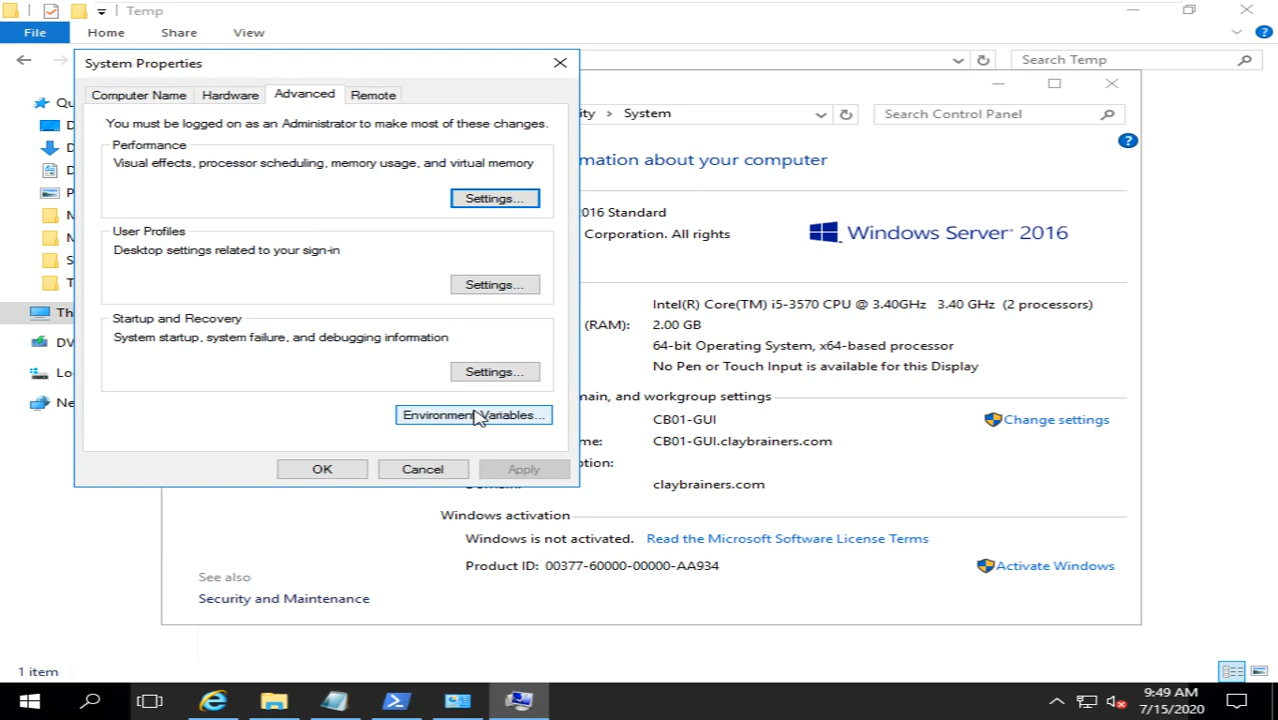 Temp
File
Home
Share
View
Search Temp
System Properties
Computer Name
Hardware
Advanced
Remote
You must be logged on as an Administrator to make most of these changes.
Performance
Visual effects, processor scheduling, memory usage, and virtual memory
Settings...
User Profiles
Desktop settings related to your sign-in
Settings...
Startup and Recovery
System startup, system failure, and debugging information
Settings...
Environment Variables...
OK
Cancel
Apply
System
Search Control Panel
about your computer
2016 Standard
Corporation. All rights
Windows Server® 2016
Intel(R) Core(TM) i5-3570 CPU @ 3.40GHz 3.40 GHz (2 processors)
(RAM):
2.00 GB
64-bit Operating System, x64-based processor
No Pen or Touch Input is available for this Display
and workgroup settings
CB01-GUI
Change settings
CB01-GUI.claybrainers.com
claybrainers.com
Windows activation
Windows is not activated. Read the Microsoft Software License Terms
Product ID: 00377-60000-00000-AA934
Activate Windows
See also
Security and Maintenance
1 item
9:49 AM
7/15/2020